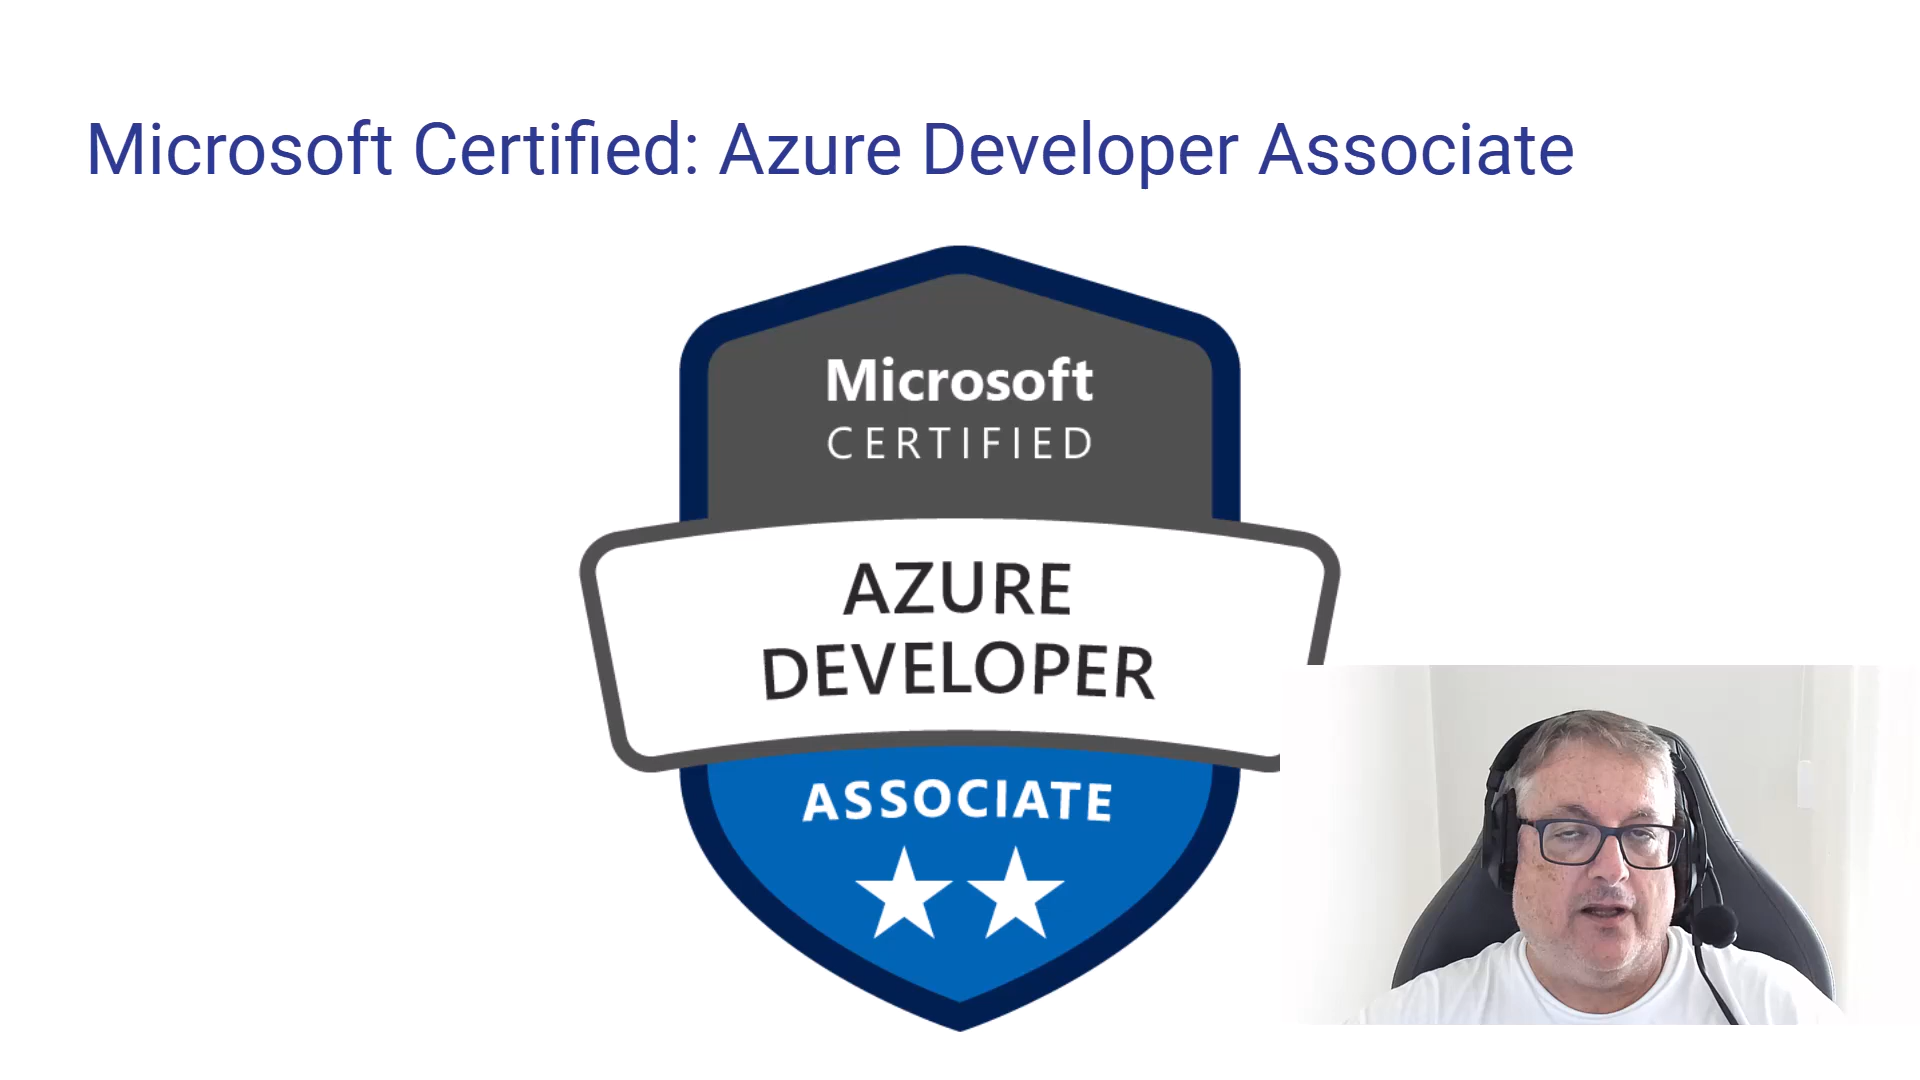 Microsoft Certified: Azure Developer Associate
Microsoft
CERTIFIED
AZURE
DEVELOPER
ASSOCIATE